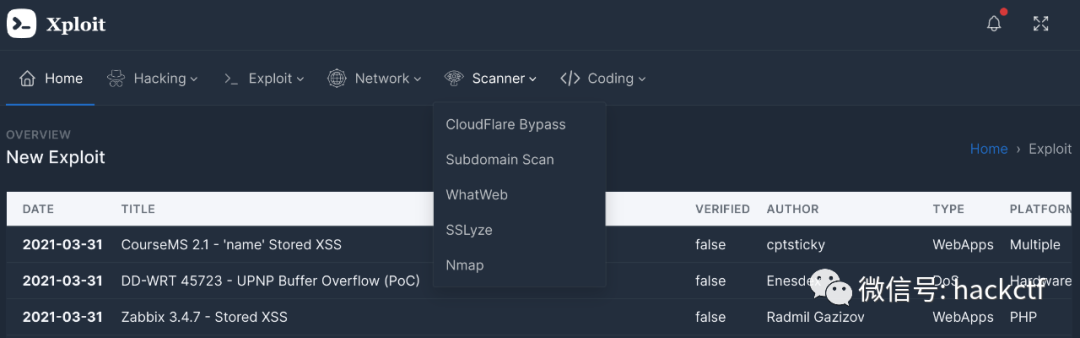 Xploit
Home Hacking Exploit Network Scanner Coding
CloudFlare Bypass
Subdomain Scan
WhatWeb
SSLyze
Nmap
OVERVIEW
New Exploit
Home › Exploit
DATE TITLE VERIFIED AUTHOR TYPE PLATFORM
2021-03-31 CourseMS 2.1 - 'name' Stored XSS false cptsticky WebApps Multiple
2021-03-31 DD-WRT 45723 - UPNP Buffer Overflow (PoC) false Enesdex DoS Hardware
2021-03-31 Zabbix 3.4.7 - Stored XSS false Radmil Gazizov WebApps PHP
微信号: hackctf